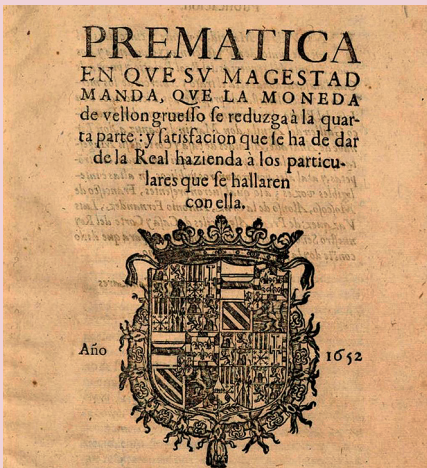 PREMATICA
EN QVE SV MAGESTAD
MANDA, QVE LA MONEDA
de vellon gruesso se reduzga à la quar-
ta parte: y satisfacion que se ha de dar
de la Real hazienda à los particu-
lares que se hallaren
con ella.
Año 1652